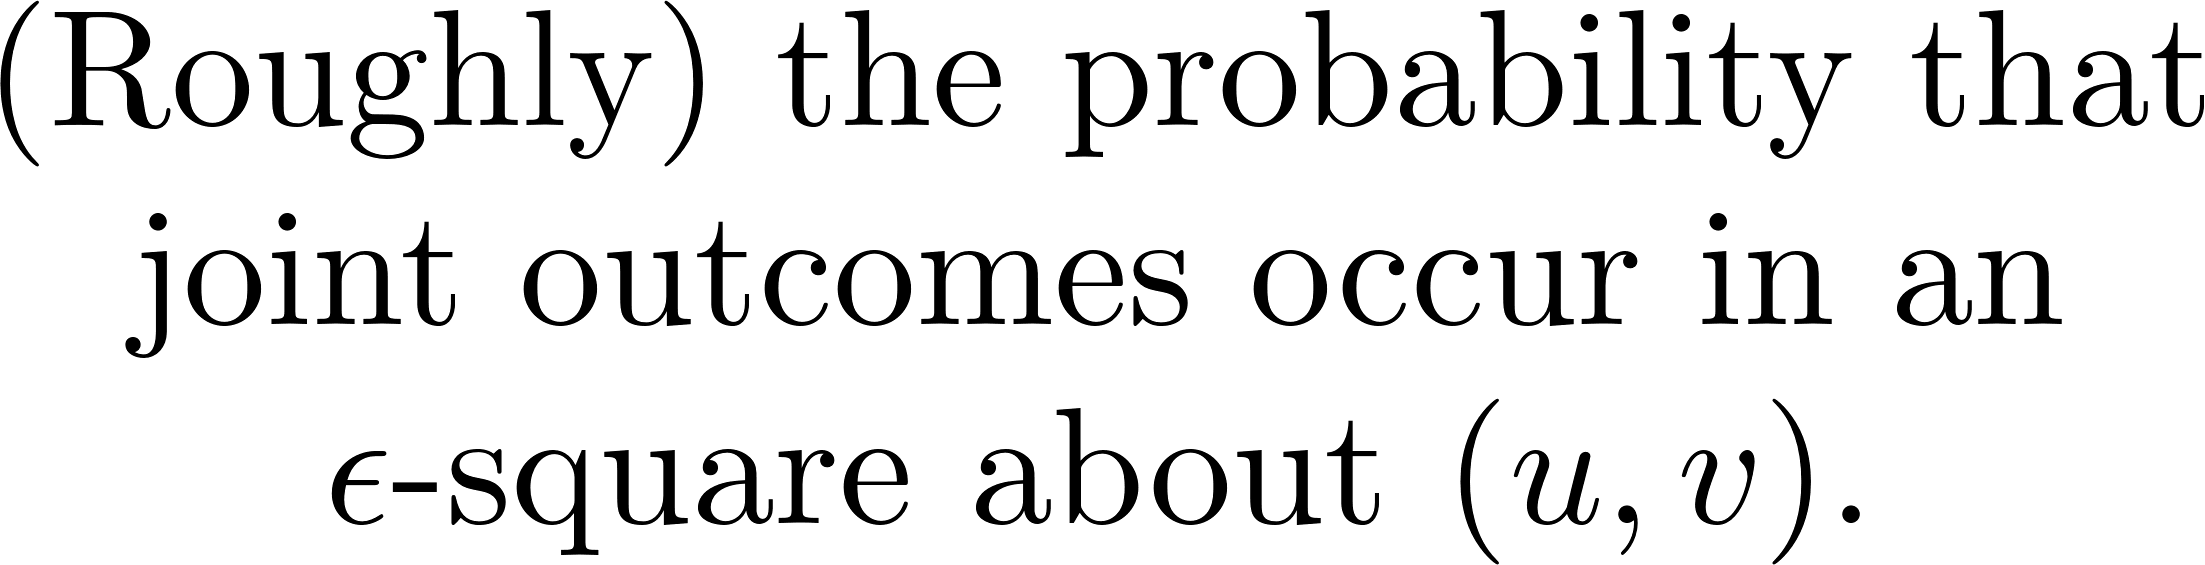 (Roughly) the probability that
joint outcomes occur in an
ϵ-square about (u, v).